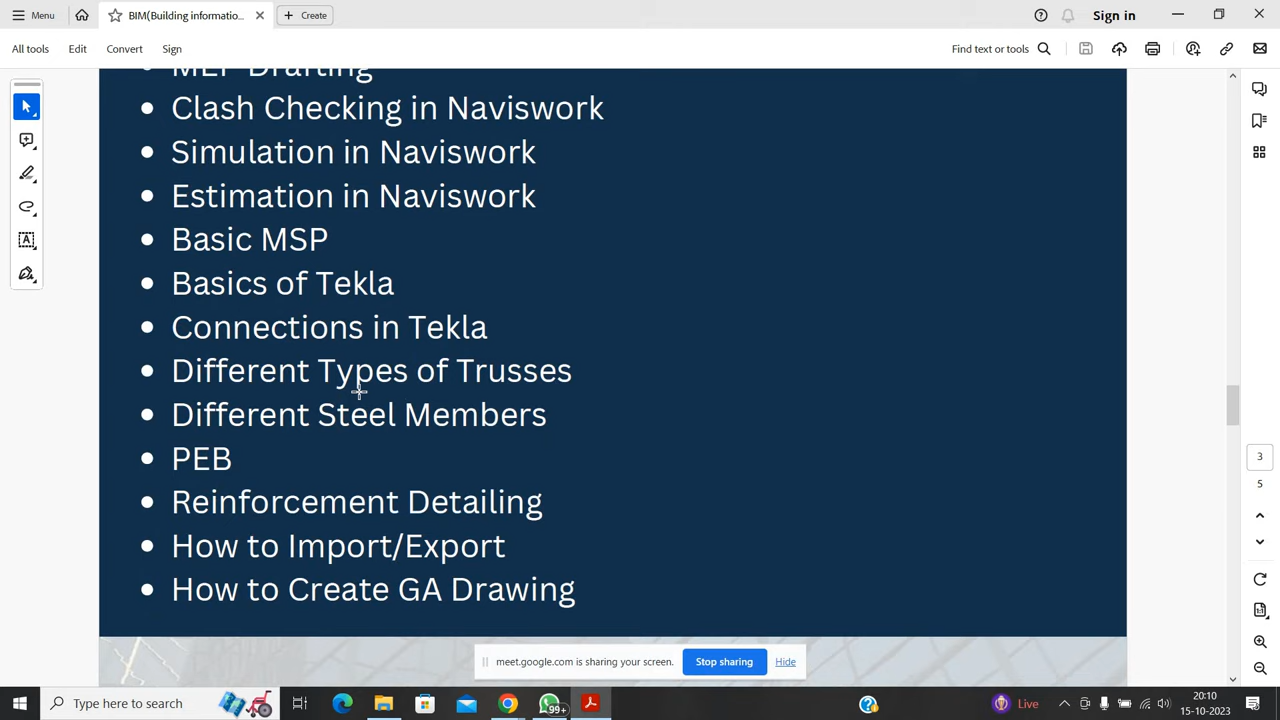 Menu
BIM(Building informatio...
Create
Sign in
All tools
Edit
Convert
Sign
Find text or tools
MEP Drafting
Clash Checking in Naviswork
Simulation in Naviswork
Estimation in Naviswork
Basic MSP
Basics of Tekla
Connections in Tekla
Different Types of Trusses
Different Steel Members
PEB
Reinforcement Detailing
How to Import/Export
How to Create GA Drawing
3
5
meet.google.com is sharing your screen.
Stop sharing
Hide
Type here to search
99+
Live
20:10
15-10-2023